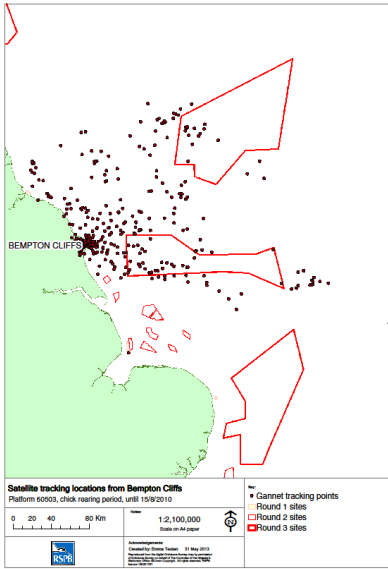 BEMPTON CLIFFS
Satellite tracking locations from Bempton Cliffs
Platform 60503, chick rearing period, until 15/8/2010
0 20 40 80 Km
Notes:
1:2,100,000
Scale on A4 paper
RSPB
Acknowledgements:
Created by: Emma Teuten 31 May 2013
Key:
Gannet tracking points
Round 1 sites
Round 2 sites
Round 3 sites